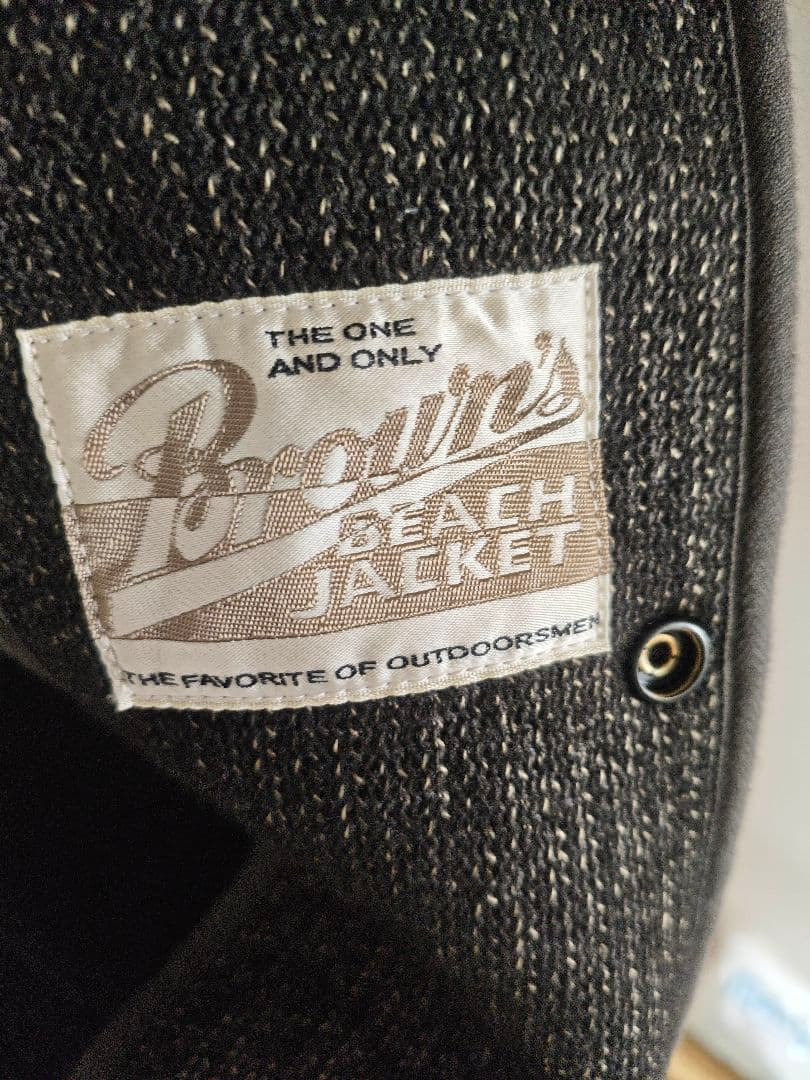 THE ONE
AND ONLY
Brown's
BEACH
JACKET
THE FAVORITE OF OUTDOORSMEN